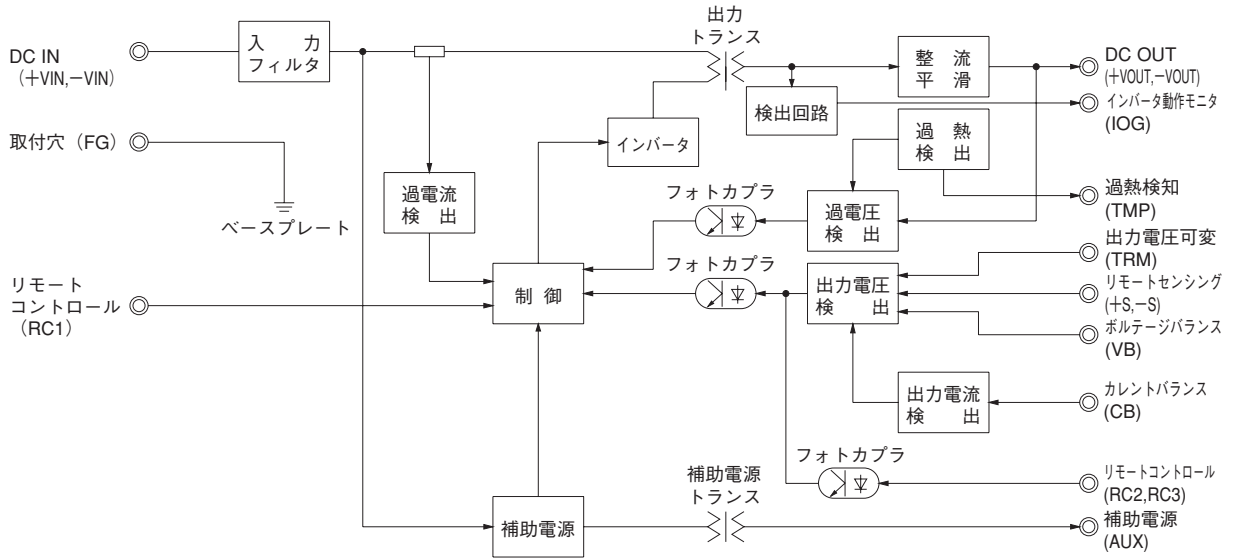 DC IN
（＋VIN,－VIN）
入 力
フィルタ
出力
トランス
整 流
平 滑
DC OUT
(＋VOUT,－VOUT)
検出回路
インバータ動作モニタ
(IOG)
取付穴（FG）
ベースプレート
インバータ
過 熱
検 出
過電流
検 出
フォトカプラ
過電圧
検 出
過熱検知
(TMP)
リモート
コントロール
（RC1）
制 御
フォトカプラ
出力電圧
検 出
出力電圧可変
(TRM)
リモートセンシング
(＋S,－S)
ボルテージバランス
(VB)
出力電流
検 出
カレントバランス
(CB)
フォトカプラ
リモートコントロール
(RC2,RC3)
補助電源
補助電源
トランス
補助電源
(AUX)